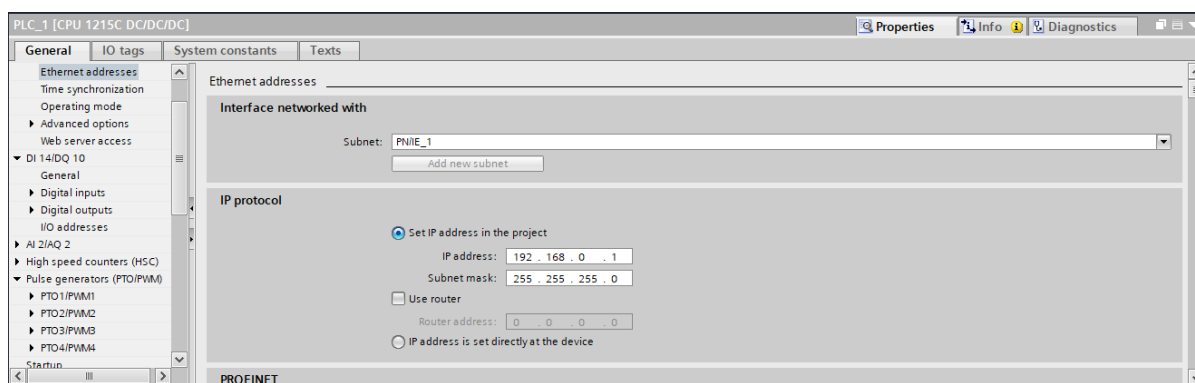 PLC_1 [CPU 1215C DC/DC/DC]
Properties Info Diagnostics
General IO tags System constants Texts
Ethernet addresses
Time synchronization
Operating mode
Advanced options
Web server access
DI 14/DQ 10
General
Digital inputs
Digital outputs
I/O addresses
AI 2/AQ 2
High speed counters (HSC)
Pulse generators (PTO/PWM)
PTO1/PWM1
PTO2/PWM2
PTO3/PWM3
PTO4/PWM4
Startup
Ethernet addresses
Interface networked with
Subnet: PN/IE_1
Add new subnet
IP protocol
Set IP address in the project
IP address: 192 . 168 . 0 . 1
Subnet mask: 255 . 255 . 255 . 0
Use router
Router address: 0 . 0 . 0 . 0
IP address is set directly at the device
PROFINET